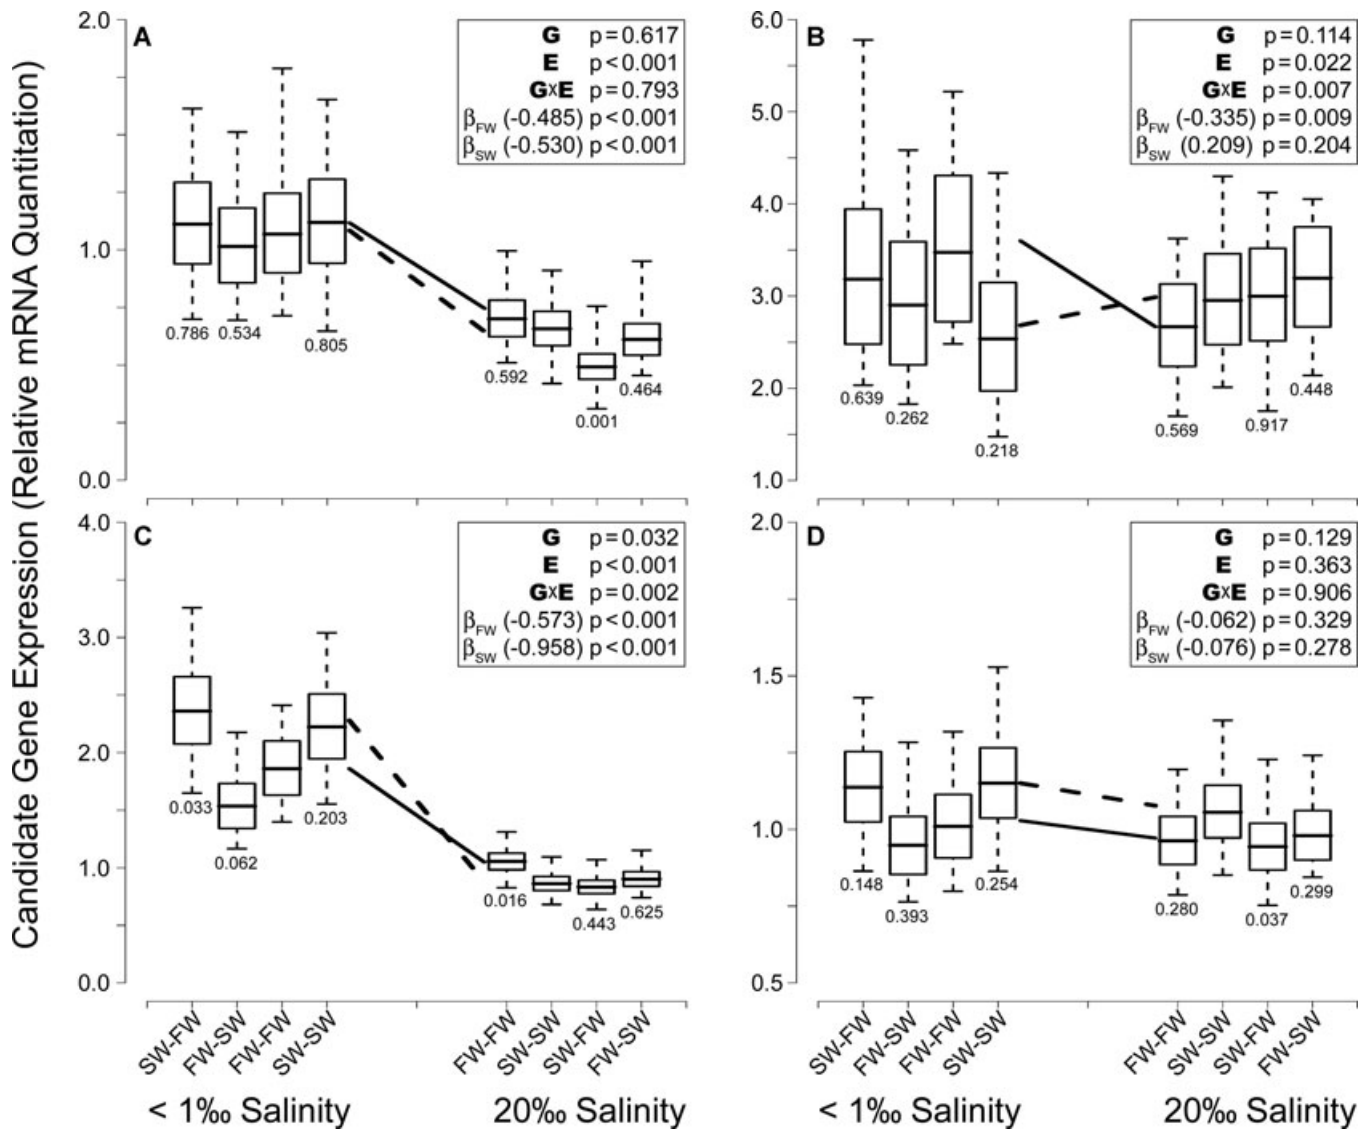 Candidate Gene Expression (Relative mRNA Quantitation)
A
2.0
1.0
0.0
G p = 0.617
E p < 0.001
GxE p = 0.793
βFW (-0.485) p < 0.001
βSW (-0.530) p < 0.001
0.786
0.534
0.805
0.592
0.001
0.464
B
6.0
5.0
4.0
3.0
2.0
1.0
G p = 0.114
E p = 0.022
GxE p = 0.007
βFW (-0.335) p = 0.009
βSW (0.209) p = 0.204
0.639
0.262
0.218
0.569
0.917
0.448
C
4.0
3.0
2.0
1.0
0.0
G p = 0.032
E p < 0.001
GxE p = 0.002
βFW (-0.573) p < 0.001
βSW (-0.958) p < 0.001
0.033
0.062
0.203
0.016
0.443
0.625
SW-FW
FW-SW
FW-FW
SW-SW
FW-FW
SW-SW
SW-FW
FW-SW
< 1‰ Salinity
20‰ Salinity
D
2.0
1.5
1.0
0.5
G p = 0.129
E p = 0.363
GxE p = 0.906
βFW (-0.062) p = 0.329
βSW (-0.076) p = 0.278
0.148
0.393
0.254
0.280
0.037
0.299
SW-FW
FW-SW
FW-FW
SW-SW
FW-FW
SW-SW
SW-FW
FW-SW
< 1‰ Salinity
20‰ Salinity